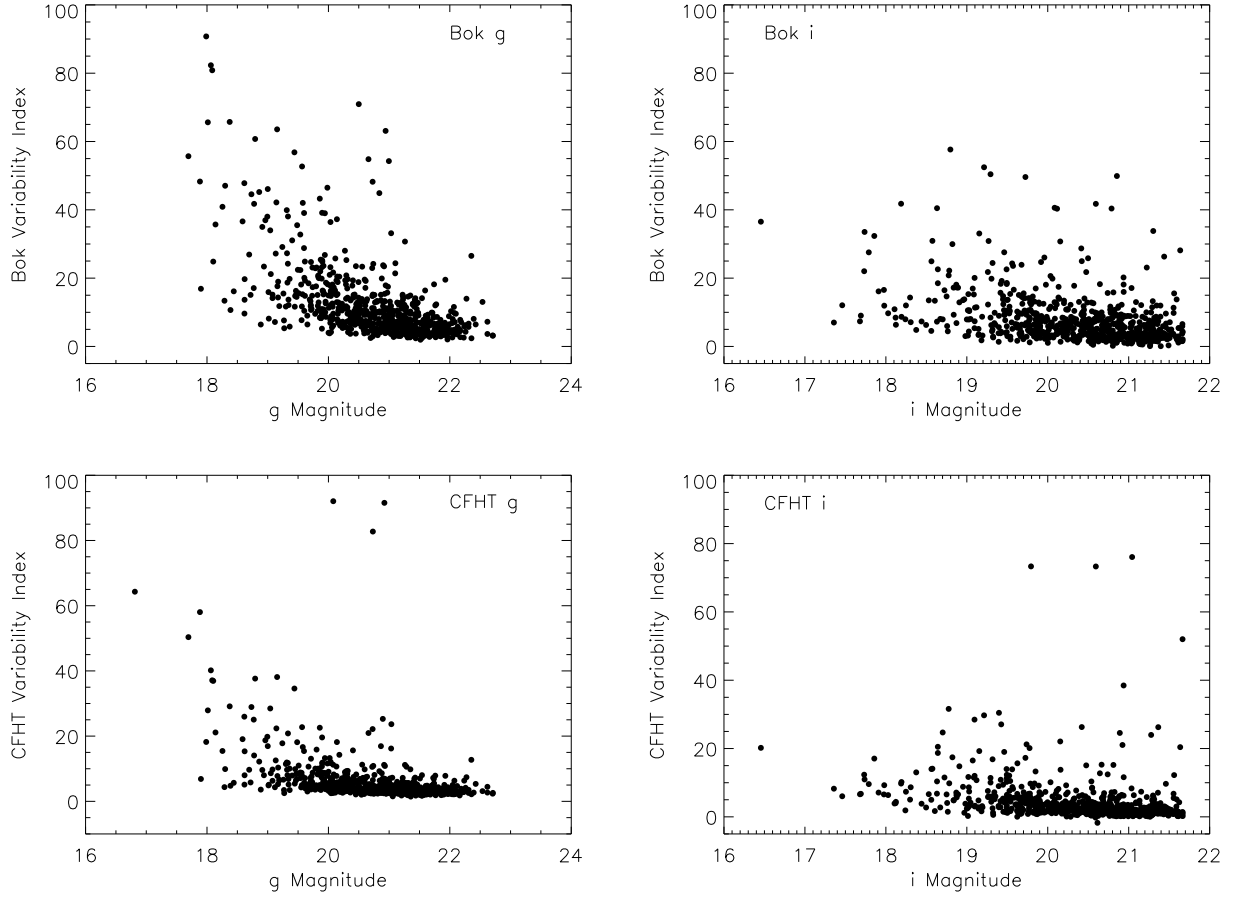 100
80
60
40
20
0
Bok Variability Index
Bok g
16 18 20 22 24
g Magnitude
100
80
60
40
20
0
Bok Variability Index
Bok i
16 17 18 19 20 21 22
i Magnitude
100
80
60
40
20
0
CFHT Variability Index
CFHT g
16 18 20 22 24
g Magnitude
100
80
60
40
20
0
CFHT Variability Index
CFHT i
16 17 18 19 20 21 22
i Magnitude